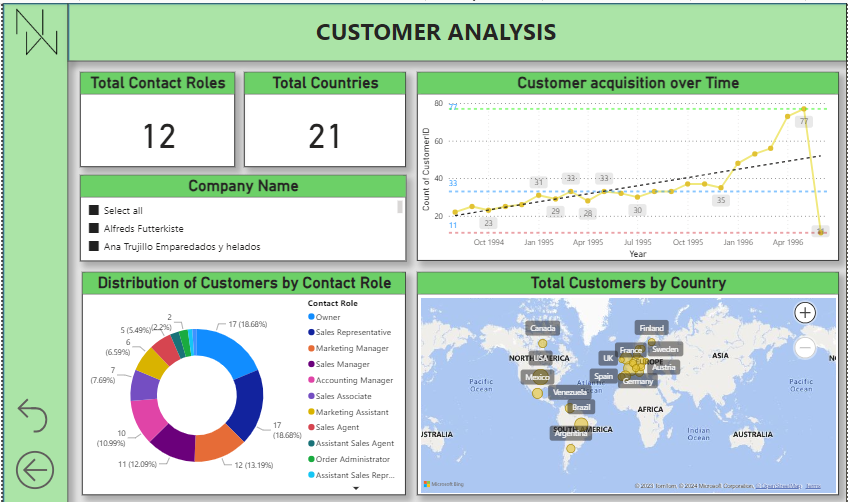 NW
CUSTOMER ANALYSIS
Total Contact Roles
12
Total Countries
21
Company Name
Select all
Alfreds Futterkiste
Ana Trujillo Emparedados y helados
Customer acquisition over Time
Count of CustomerID
80
60
40
20
77
33
11
23
31
29
33
28
33
30
35
77
11
Oct 1994
Jan 1995
Apr 1995
Jul 1995
Oct 1995
Jan 1996
Apr 1996
Year
Distribution of Customers by Contact Role
17 (18.68%)
17
(18.68%)
12 (13.19%)
11 (12.09%)
10
(10.99%)
7
(7.69%)
6
(6.59%)
5 (5.49%)
(2.2%)
2
Contact Role
Owner
Sales Representative
Marketing Manager
Sales Manager
Accounting Manager
Sales Associate
Marketing Assistant
Sales Agent
Assistant Sales Agent
Order Administrator
Assistant Sales Repr...
Total Customers by Country
Canada
Finland
NORTH AMERICA
USA
UK
France
Sweden
EUROPE
ASIA
Mexico
Spain
Austria
Germany
Pacific
Ocean
Atlantic
Ocean
Pacific
Ocean
Venezuela
Brazil
AFRICA
SOUTH AMERICA
Argentina
Indian
Ocean
USTRALIA
AUSTRALIA
Microsoft Bing
© 2023 TomTom, © 2024 Microsoft Corporation, © OpenStreetMap Terms